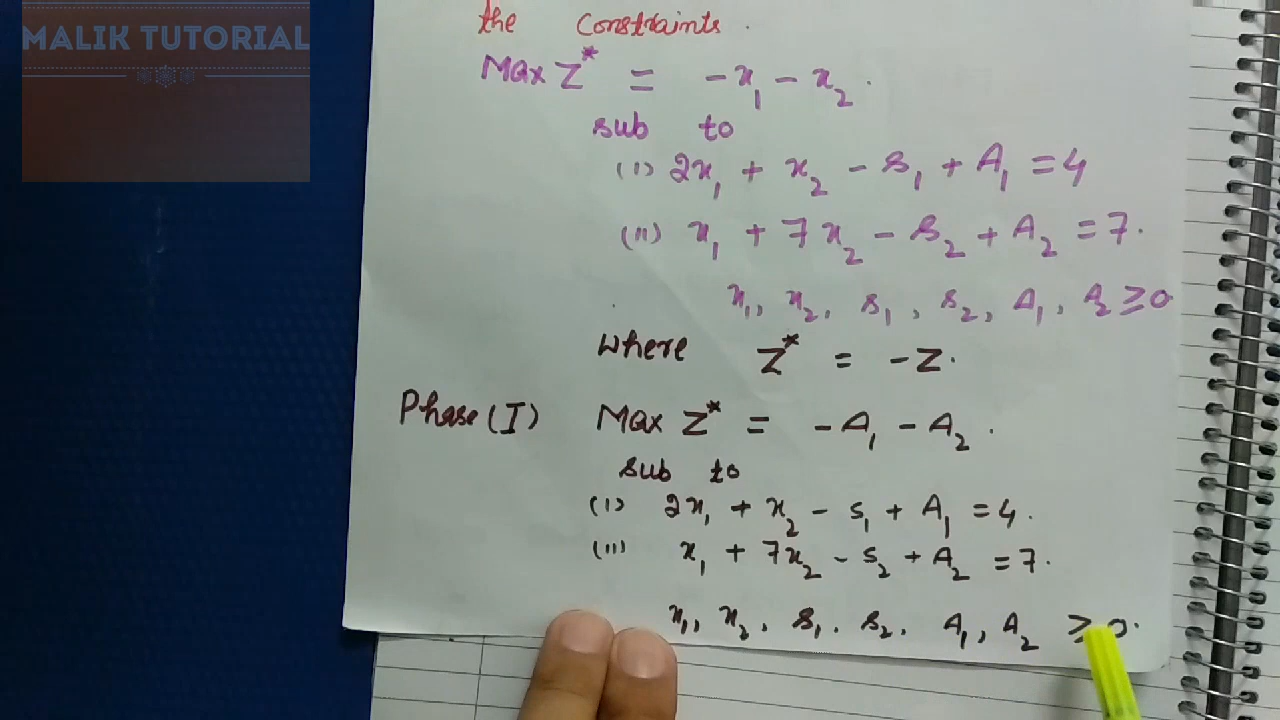 MALIK TUTORIAL
the Constraints.
Max Z* = -x₁ - x₂.
sub to
(I) 2x₁ + x₂ - s₁ + A₁ = 4
(II) x₁ + 7x₂ - s₂ + A₂ = 7.
x₁, x₂, s₁, s₂, A₁, A₂ ≥ 0
where Z* = -Z.
Phase (I) Max Z* = -A₁ - A₂.
sub to
(I) 2x₁ + x₂ - s₁ + A₁ = 4.
(II) x₁ + 7x₂ - s₂ + A₂ = 7.
x₁, x₂, s₁, s₂, A₁, A₂ ≥ 0.